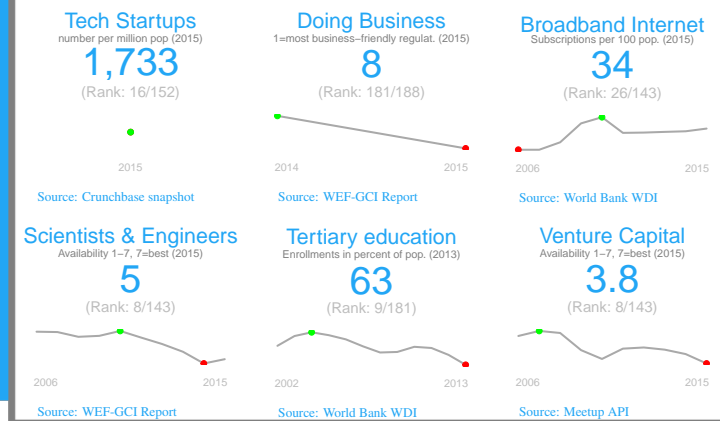 Tech Startups
number per million pop (2015)
1,733
(Rank: 16/152)
2015
Source: Crunchbase snapshot
Doing Business
1=most business−friendly regulat. (2015)
8
(Rank: 181/188)
2014 2015
Source: WEF-GCI Report
Broadband Internet
Subscriptions per 100 pop. (2015)
34
(Rank: 26/143)
2006 2015
Source: World Bank WDI
Scientists & Engineers
Availability 1−7, 7=best (2015)
5
(Rank: 8/143)
2006 2015
Source: WEF-GCI Report
Tertiary education
Enrollments in percent of pop. (2013)
63
(Rank: 9/181)
2002 2013
Source: World Bank WDI
Venture Capital
Availability 1−7, 7=best (2015)
3.8
(Rank: 8/143)
2006 2015
Source: Meetup API